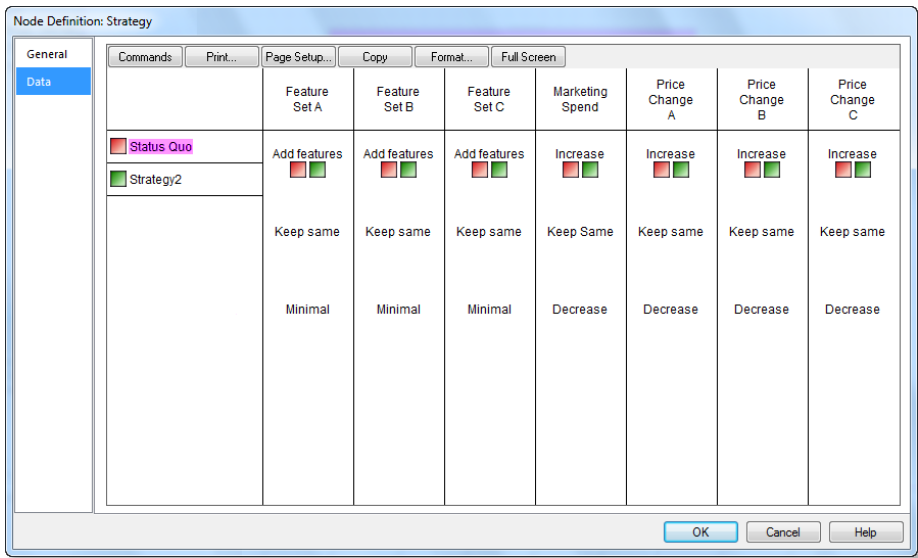 Node Definition: Strategy
General
Data
Commands Print... Page Setup... Copy Format... Full Screen
Feature Set A
Feature Set B
Feature Set C
Marketing Spend
Price Change A
Price Change B
Price Change C
Status Quo
Strategy2
Add features Add features Add features Increase Increase Increase Increase
Keep same Keep same Keep same Keep Same Keep same Keep same Keep same
Minimal Minimal Minimal Decrease Decrease Decrease Decrease
OK Cancel Help